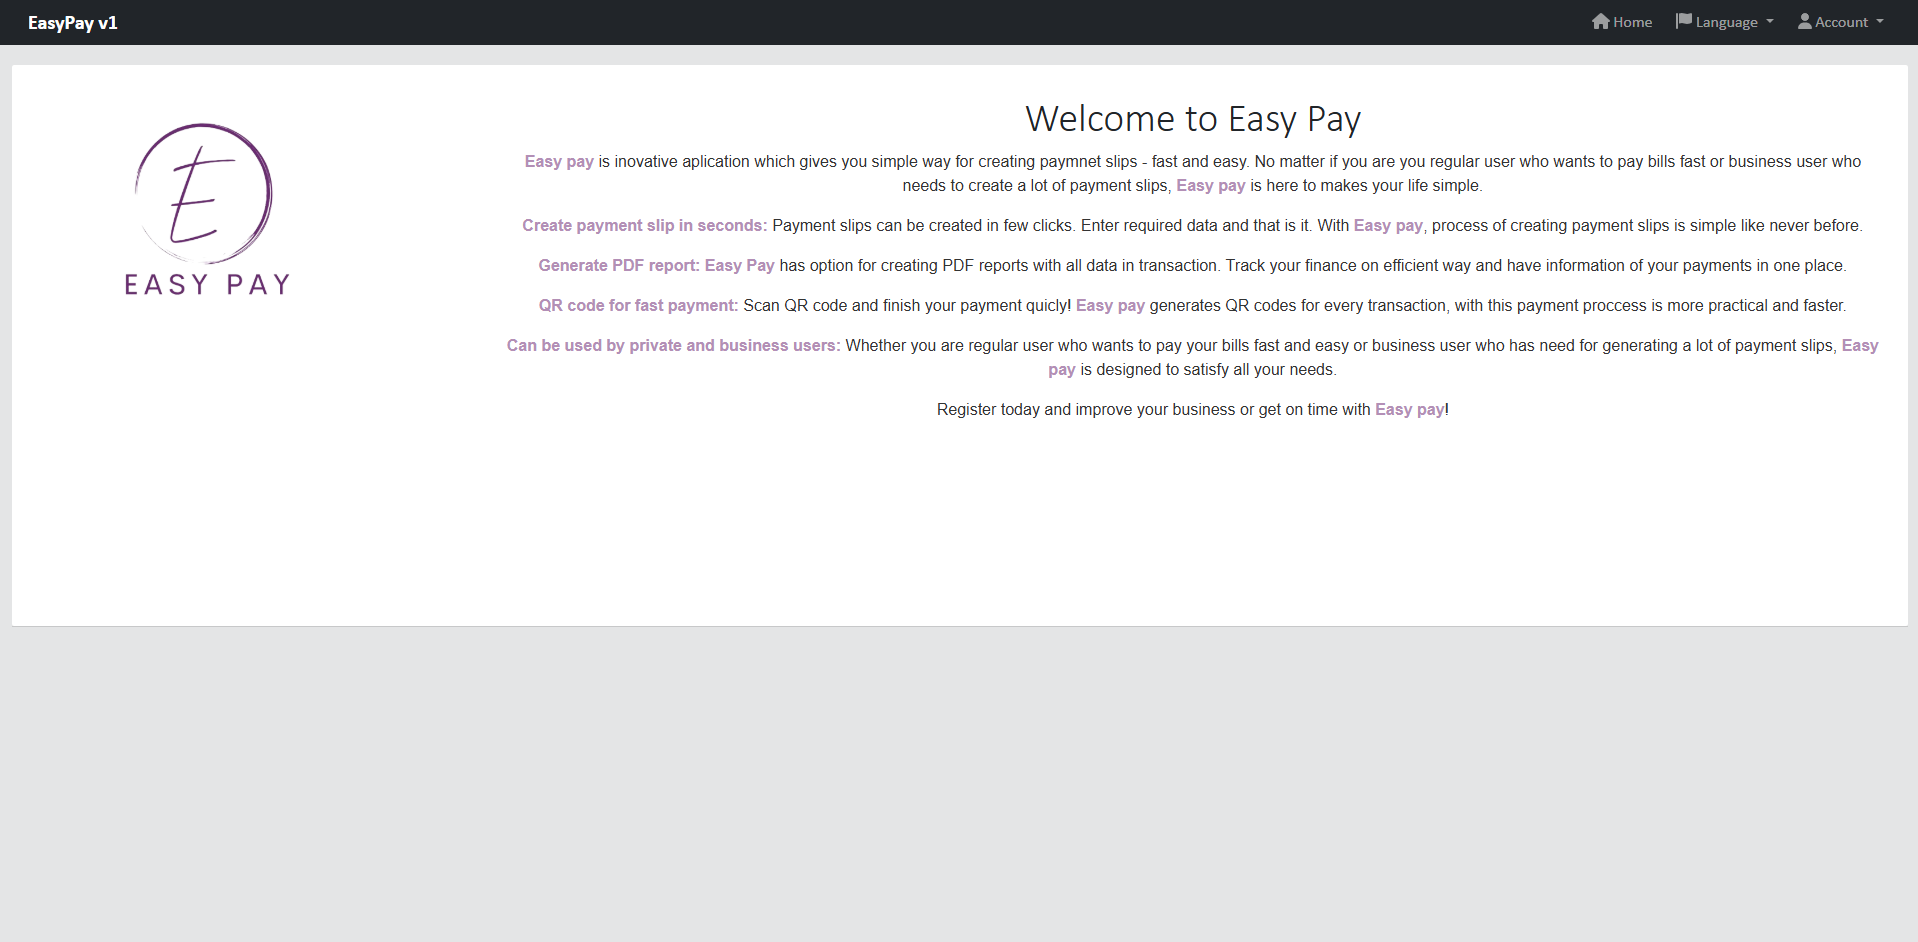 EasyPay v1
Home
Language
Account
E
EASY PAY
Welcome to Easy Pay
Easy pay is inovative aplication which gives you simple way for creating paymnet slips - fast and easy. No matter if you are you regular user who wants to pay bills fast or business user who
needs to create a lot of payment slips, Easy pay is here to makes your life simple.
Create payment slip in seconds: Payment slips can be created in few clicks. Enter required data and that is it. With Easy pay, process of creating payment slips is simple like never before.
Generate PDF report: Easy Pay has option for creating PDF reports with all data in transaction. Track your finance on efficient way and have information of your payments in one place.
QR code for fast payment: Scan QR code and finish your payment quicly! Easy pay generates QR codes for every transaction, with this payment proccess is more practical and faster.
Can be used by private and business users: Whether you are regular user who wants to pay your bills fast and easy or business user who has need for generating a lot of payment slips, Easy
pay is designed to satisfy all your needs.
Register today and improve your business or get on time with Easy pay!